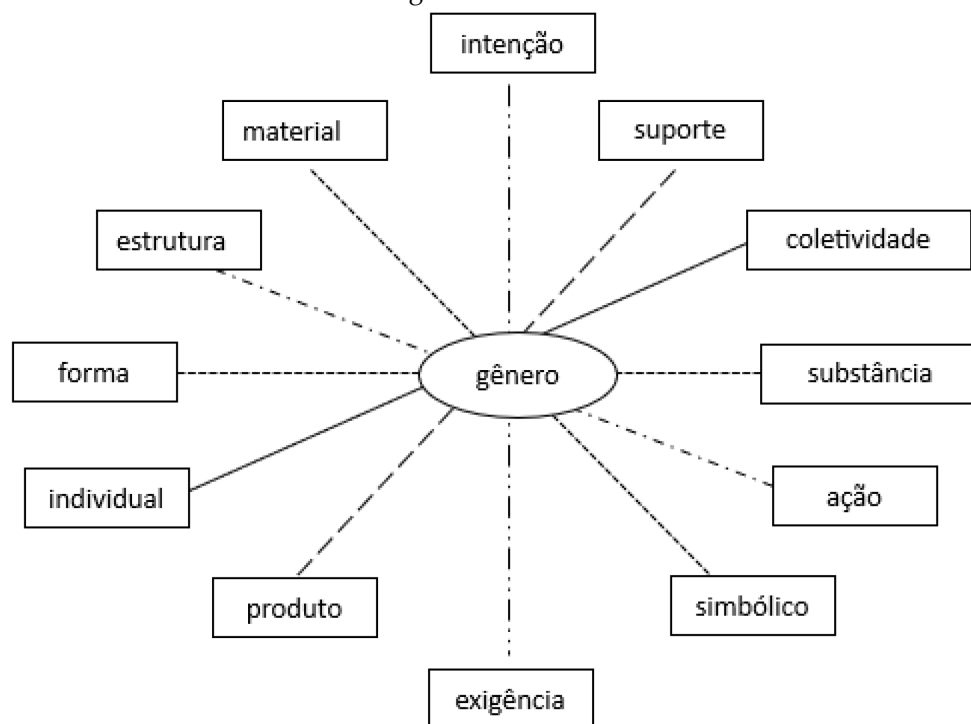 intenção
material
suporte
estrutura
coletividade
forma
gênero
substância
individual
ação
produto
simbólico
exigência